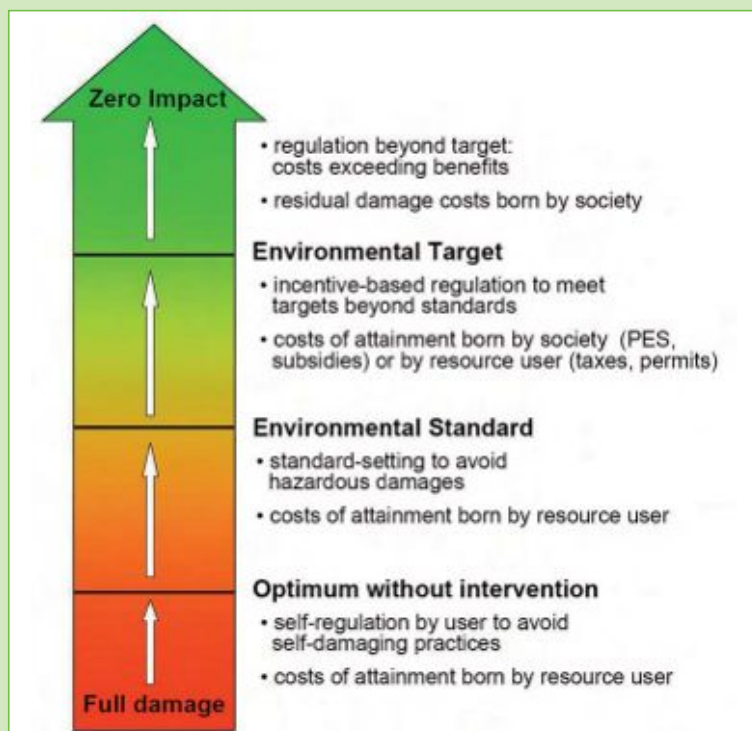 Zero Impact
• regulation beyond target:
costs exceeding benefits
• residual damage costs born by society
Environmental Target
• incentive-based regulation to meet
targets beyond standards
• costs of attainment born by society (PES,
subsidies) or by resource user (taxes, permits)
Environmental Standard
• standard-setting to avoid
hazardous damages
• costs of attainment born by resource user
Optimum without intervention
• self-regulation by user to avoid
self-damaging practices
• costs of attainment born by resource user
Full damage